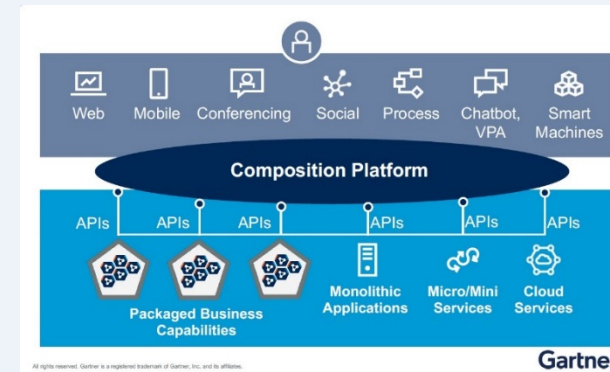 Web Mobile Conferencing Social Process Chatbot, VPA Smart Machines
Composition Platform
APIs APIs APIs APIs APIs APIs
Packaged Business
Capabilities
Monolithic
Applications
Micro/Mini
Services
Cloud
Services
All rights reserved. Gartner is a registered trademark of Gartner, Inc. and its affiliates.
Gartne